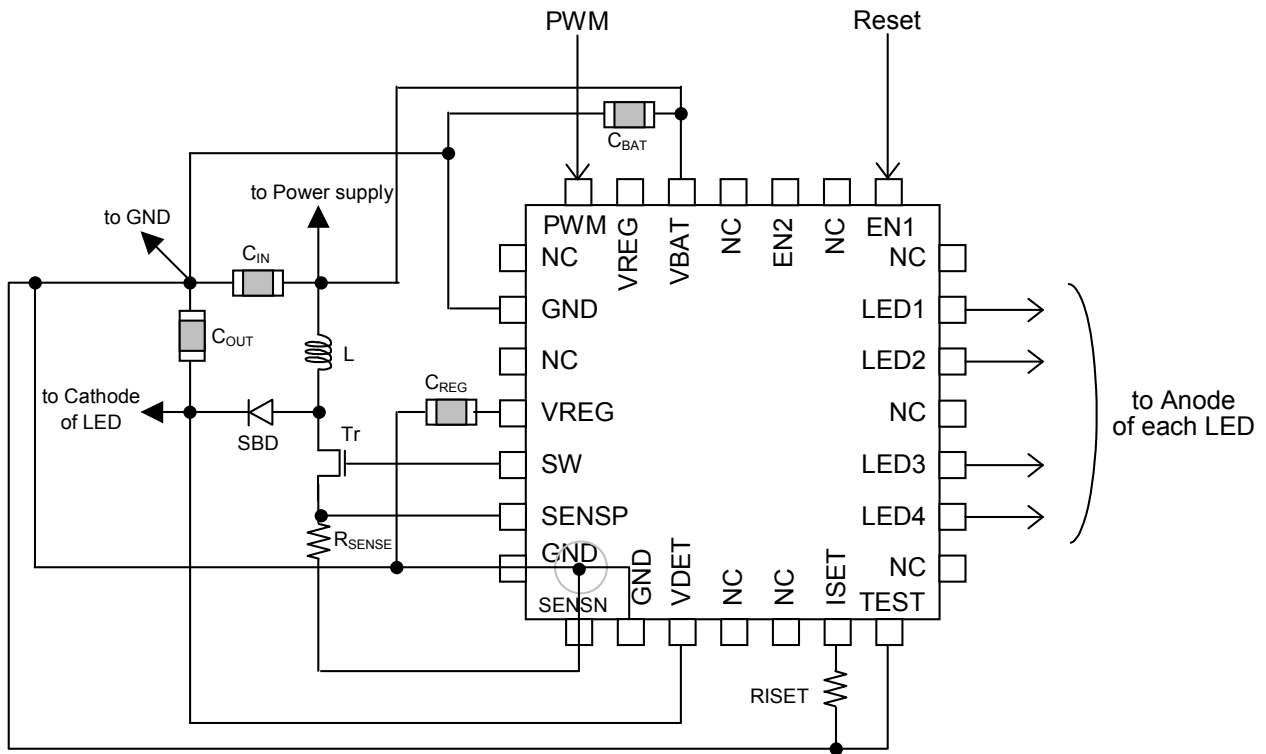 PWM
Reset
CBAT
to Power supply
to GND
CIN
COUT
L
to Cathode
of LED
SBD
Tr
CREG
RSENSE
PWM
VREG
VBAT
NC
EN2
NC
EN1
NC
GND
NC
VREG
SW
SENSP
GND
SENSN
GND
VDET
NC
NC
ISET
TEST
NC
LED1
LED2
NC
LED3
LED4
NC
to Anode
of each LED
RISET